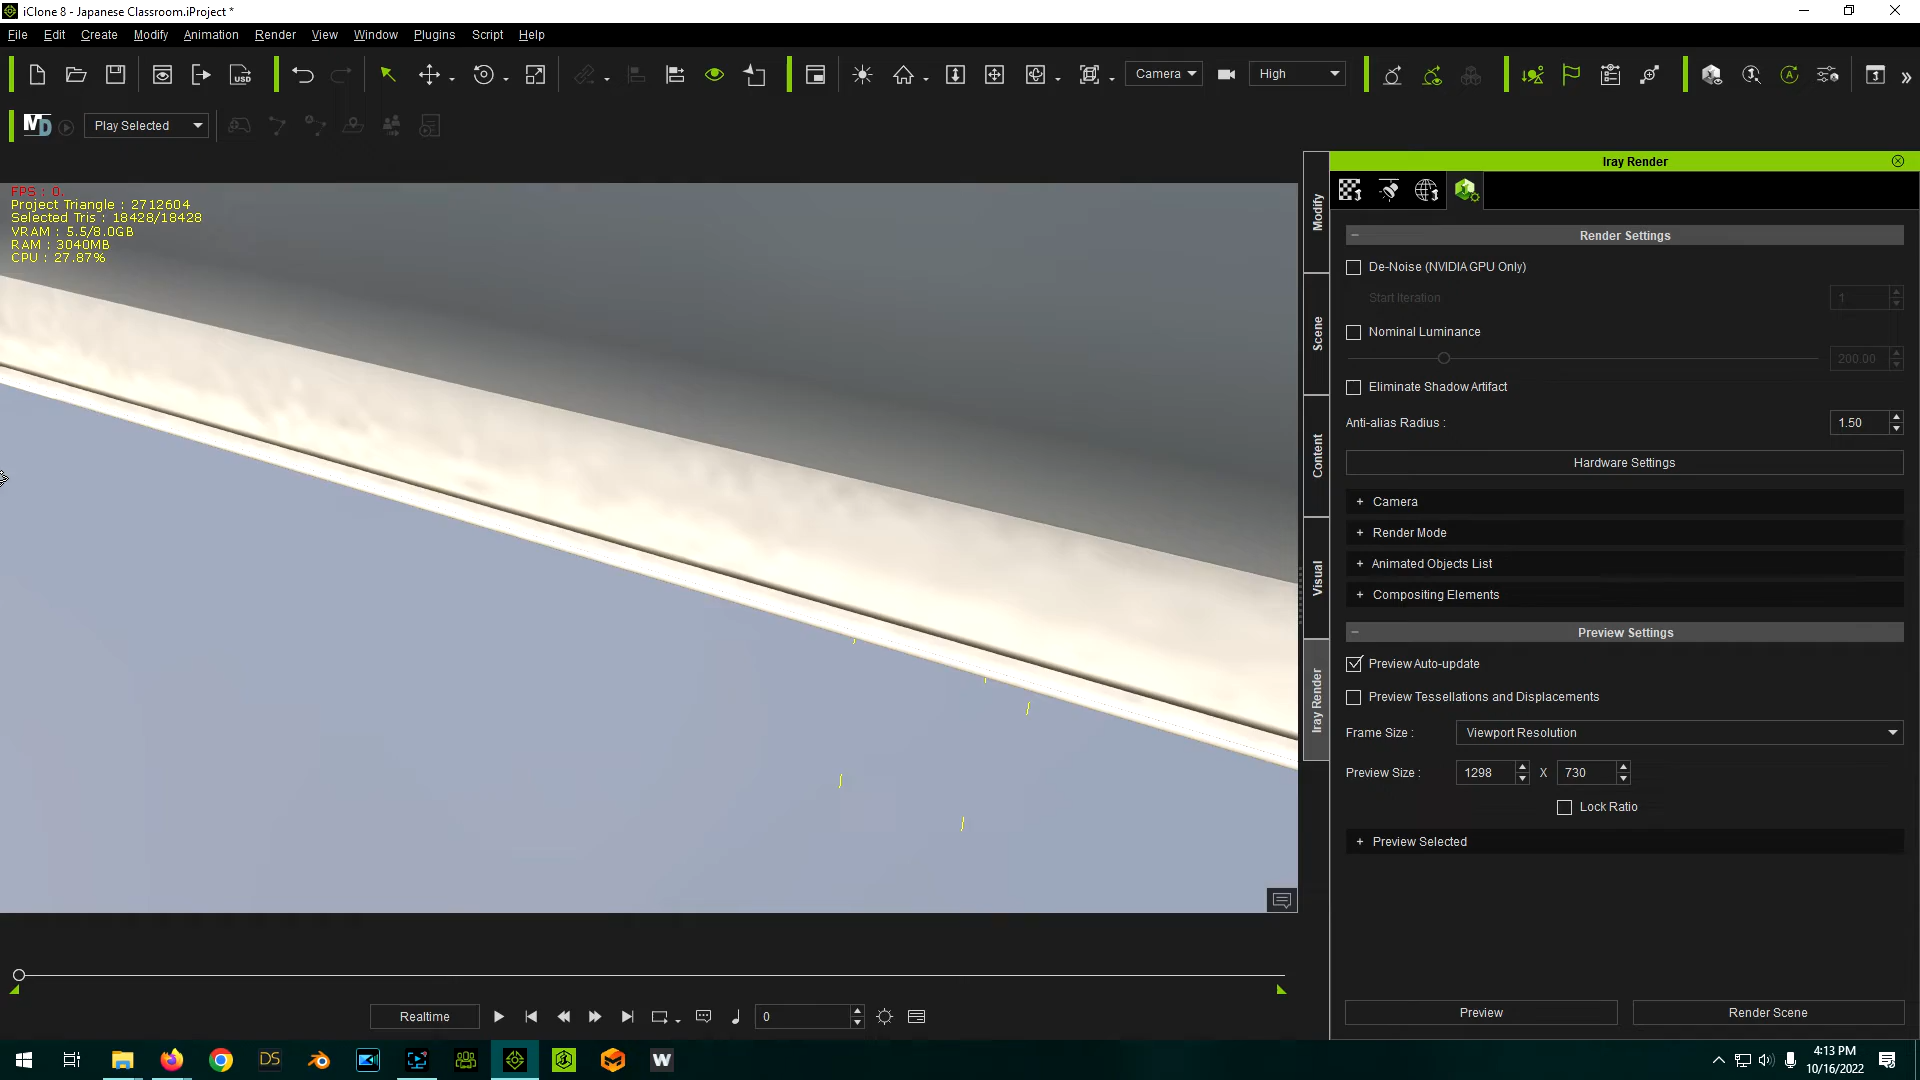 iClone 8 - Japanese Classroom.iProject *
File Edit Create Modify Animation Render View Window Plugins Script Help
USD
Camera
High
MD
Play Selected
FPS : 0.
Project Triangle : 2712604
Selected Tris : 18428/18428
VRAM : 5.5/8.0GB
RAM : 3040MB
CPU : 27.87%
Modify
Scene
Content
Visual
Iray Render
Iray Render
Render Settings
De-Noise (NVIDIA GPU Only)
Start Iteration 1
Nominal Luminance
200.00
Eliminate Shadow Artifact
Anti-alias Radius : 1.50
Hardware Settings
+ Camera
+ Render Mode
+ Animated Objects List
+ Compositing Elements
Preview Settings
Preview Auto-update
Preview Tessellations and Displacements
Frame Size : Viewport Resolution
Preview Size : 1298 X 730
Lock Ratio
+ Preview Selected
Preview Render Scene
Realtime
0
DS
W
4:13 PM
10/16/2022